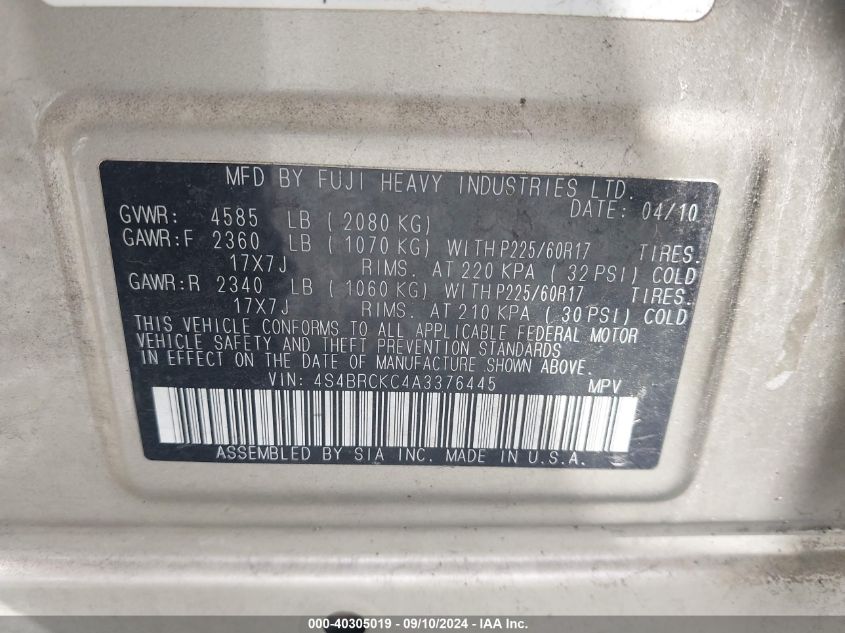 MFD BY FUJI HEAVY INDUSTRIES LTD.
DATE: 04/10
GVWR: 4585 LB ( 2080 KG)
GAWR:F 2360 LB ( 1070 KG) WITH P225/60R17 TIRES.
17X7J RIMS. AT 220 KPA ( 32 PSI) COLD
GAWR:R 2340 LB ( 1060 KG) WITH P225/60R17 TIRES.
17X7J RIMS. AT 210 KPA ( 30 PSI) COLD
THIS VEHICLE CONFORMS TO ALL APPLICABLE FEDERAL MOTOR
VEHICLE SAFETY AND THEFT PREVENTION STANDARDS
IN EFFECT ON THE DATE OF MANUFACTURE SHOWN ABOVE.
VIN: 4S4BRCKC4A3376445 MPV
ASSEMBLED BY SIA INC. MADE IN U.S.A.
000-40305019 - 09/10/2024 - IAA Inc.